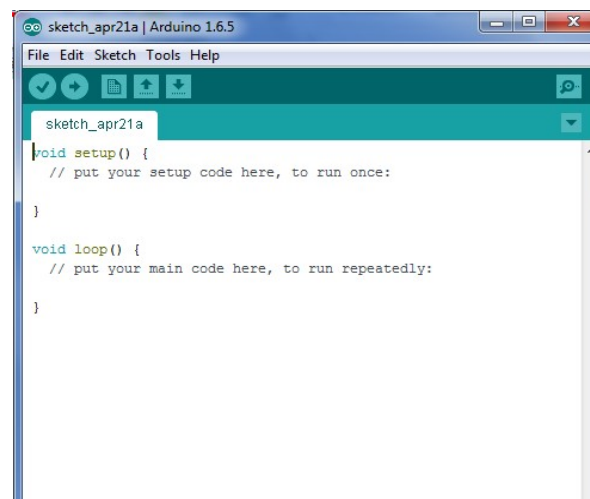 sketch_apr21a | Arduino 1.6.5
File Edit Sketch Tools Help
sketch_apr21a
void setup() {
  // put your setup code here, to run once:

}

void loop() {
  // put your main code here, to run repeatedly:

}